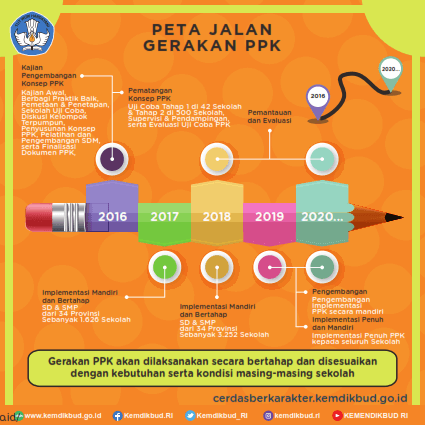 PETA JALAN
GERAKAN PPK
Kajian
Pengembangan
Konsep PPK
Kajian Awal,
Berbagi Praktik Baik,
Pemetaan & Penetapan,
Sekolah Uji Coba,
Diskusi Kelompok
Terpumpun,
Penyusunan Konsep
PPK, Pelatihan dan
Pengembangan SDM,
serta Finalisasi
Dokumen PPK,
Pematangan
Konsep PPK
Uji Coba Tahap 1 di 42 Sekolah
& Tahap 2 di 500 Sekolah,
Supervisi & Pendampingan,
serta Evaluasi Uji Coba PPK
Pemantauan
dan Evaluasi
2016
2020...
2016
2017
2018
2019
2020...
Implementasi Mandiri
dan Bertahap
SD & SMP
dari 34 Provinsi
Sebanyak 1.626 Sekolah
Implementasi Mandiri
dan Bertahap
SD & SMP
dari 34 Provinsi
Sebanyak 3.252 Sekolah
Pengembangan
Pengembangan
implementasi
PPK secara mandiri
Implementasi Penuh
dan Mandiri
Implementasi Penuh PPK
kepada seluruh Sekolah
Gerakan PPK akan dilaksanakan secara bertahap dan disesuaikan
dengan kebutuhan serta kondisi masing-masing sekolah
cerdasberkarakter.kemdikbud.go.id
o.id
www.kemdikbud.go.id
Kemdikbud.RI
Kemdikbud_RI
kemdikbud.ri
KEMENDIKBUD RI